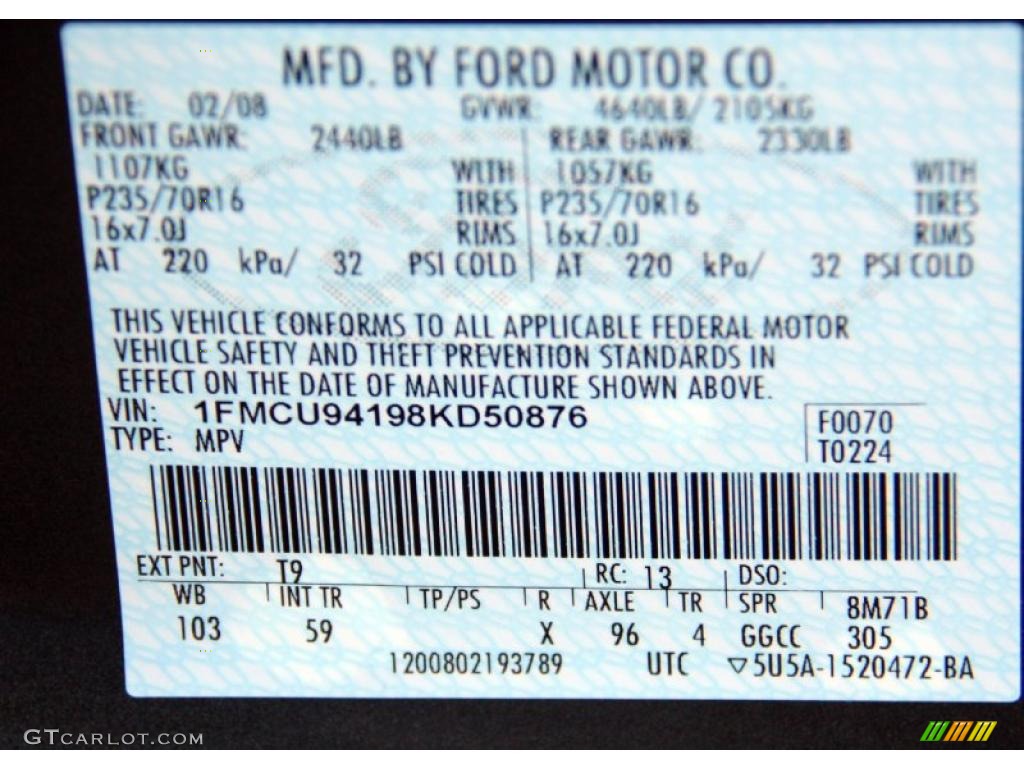 MFD. BY FORD MOTOR CO.
DATE: 02/08 GVWR: 4640LB/ 2105KG
FRONT GAWR: 2440LB REAR GAWR: 2330LB
1107KG WITH 1057KG WITH
P235/70R16 TIRES P235/70R16 TIRES
16x7.0J RIMS 16x7.0J RIMS
AT 220 kPa/ 32 PSI COLD AT 220 kPa/ 32 PSI COLD
THIS VEHICLE CONFORMS TO ALL APPLICABLE FEDERAL MOTOR
VEHICLE SAFETY AND THEFT PREVENTION STANDARDS IN
EFFECT ON THE DATE OF MANUFACTURE SHOWN ABOVE.
VIN: 1FMCU94198KD50876 F0070
TYPE: MPV T0224
EXT PNT: T9 RC: 13 DSO:
WB INT TR TP/PS R AXLE TR SPR 8M71B
103 59 X 96 4 GGCC 305
1200802193789 UTC ▽5U5A-1520472-BA
GTCARLOT.COM